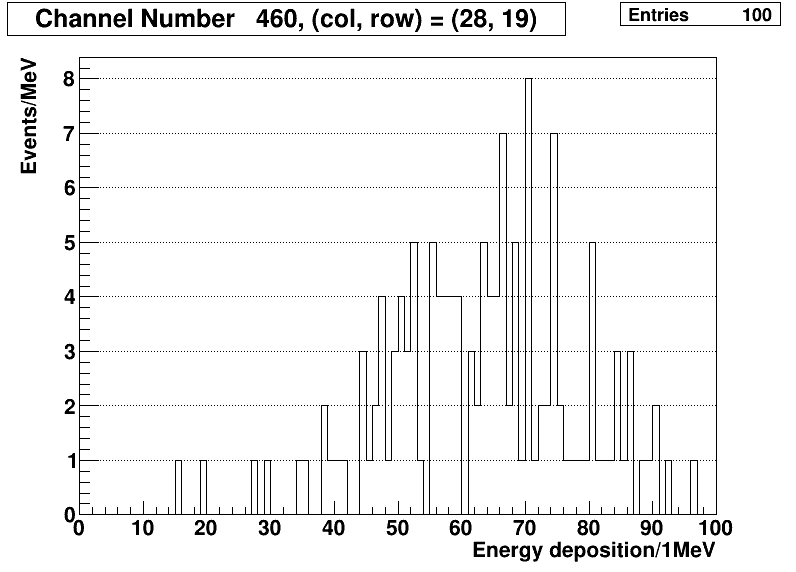 Channel Number   460, (col, row) = (28, 19)
Entries 100
Events/MeV
8
7
6
5
4
3
2
1
0
0 10 20 30 40 50 60 70 80 90 100
Energy deposition/1MeV